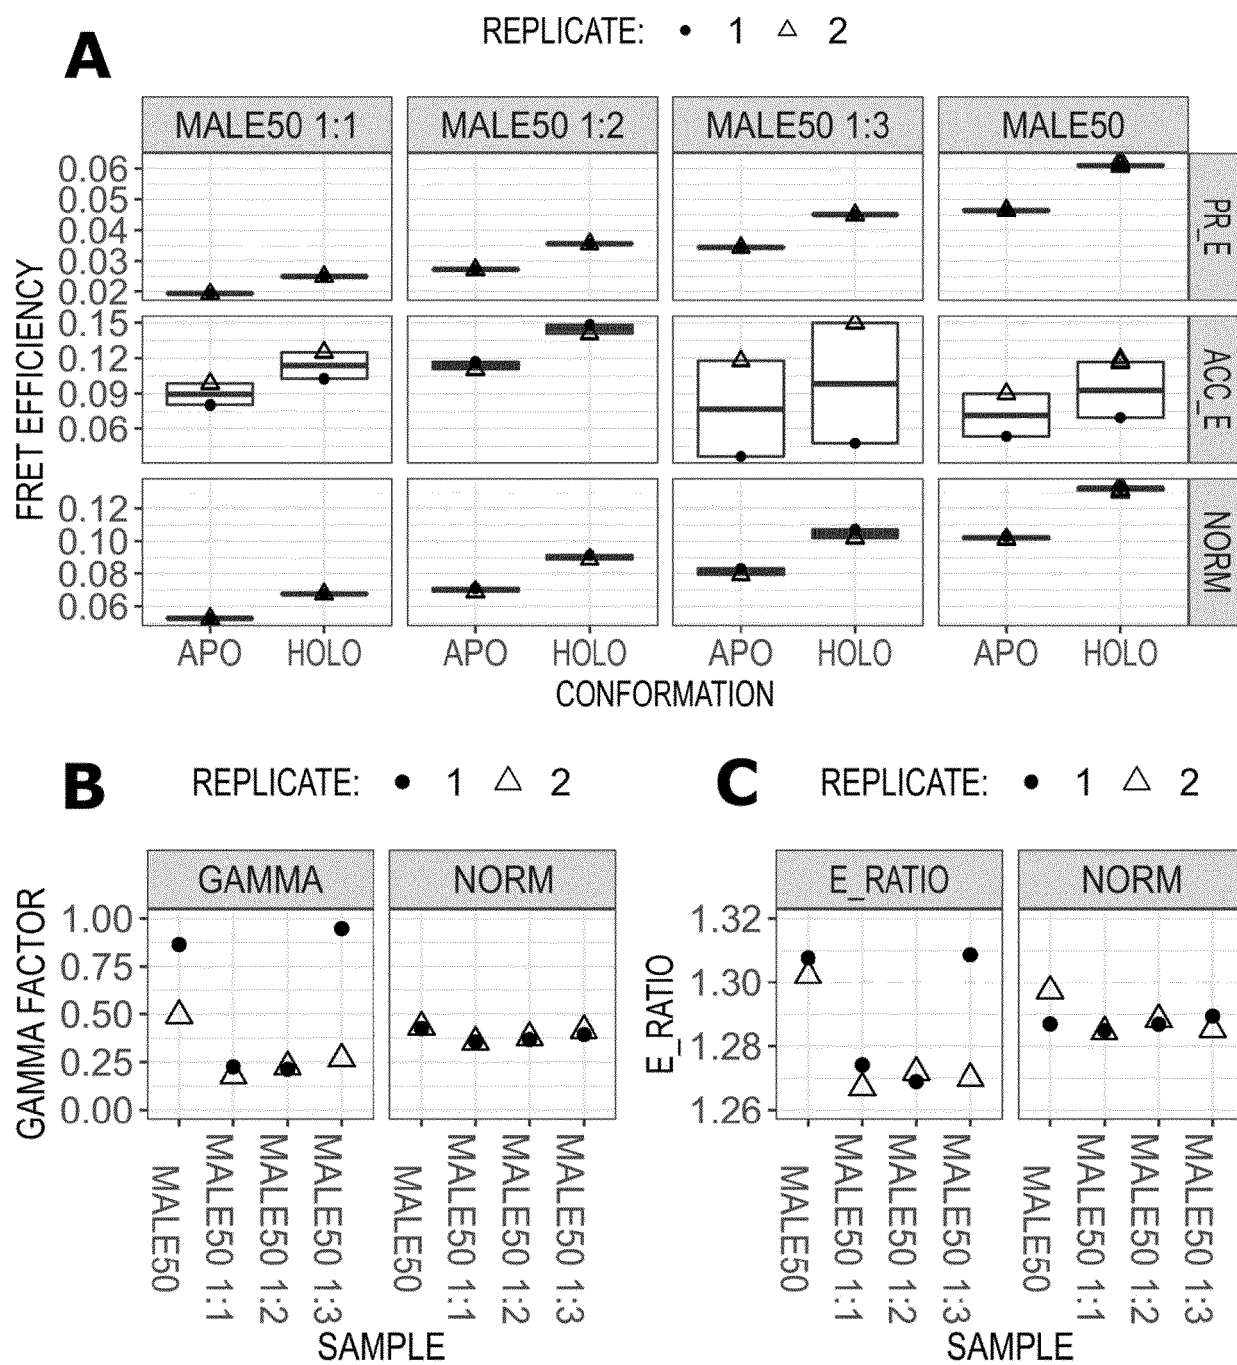 A
REPLICATE: 1 2
MALE50 1:1 MALE50 1:2 MALE50 1:3 MALE50
0.06
0.05
0.04
0.03
0.02
PR_E
0.15
0.12
0.09
0.06
ACC_E
0.12
0.10
0.08
0.06
NORM
FRET EFFICIENCY
APO HOLO APO HOLO APO HOLO APO HOLO
CONFORMATION
B
REPLICATE: 1 2
GAMMA NORM
GAMMA FACTOR
1.00
0.75
0.50
0.25
0.00
MALE50
MALE50 1:1
MALE50 1:2
MALE50 1:3
MALE50
MALE50 1:1
MALE50 1:2
MALE50 1:3
SAMPLE
C
REPLICATE: 1 2
E_RATIO NORM
E_RATIO
1.32
1.30
1.28
1.26
MALE50
MALE50 1:1
MALE50 1:2
MALE50 1:3
MALE50
MALE50 1:1
MALE50 1:2
MALE50 1:3
SAMPLE